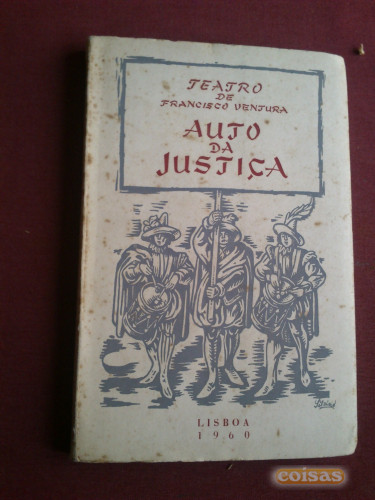 TEATRO
DE
FRANCISCO VENTURA
AUTO
DA
JUSTIÇA
LISBOA
1960
coisas